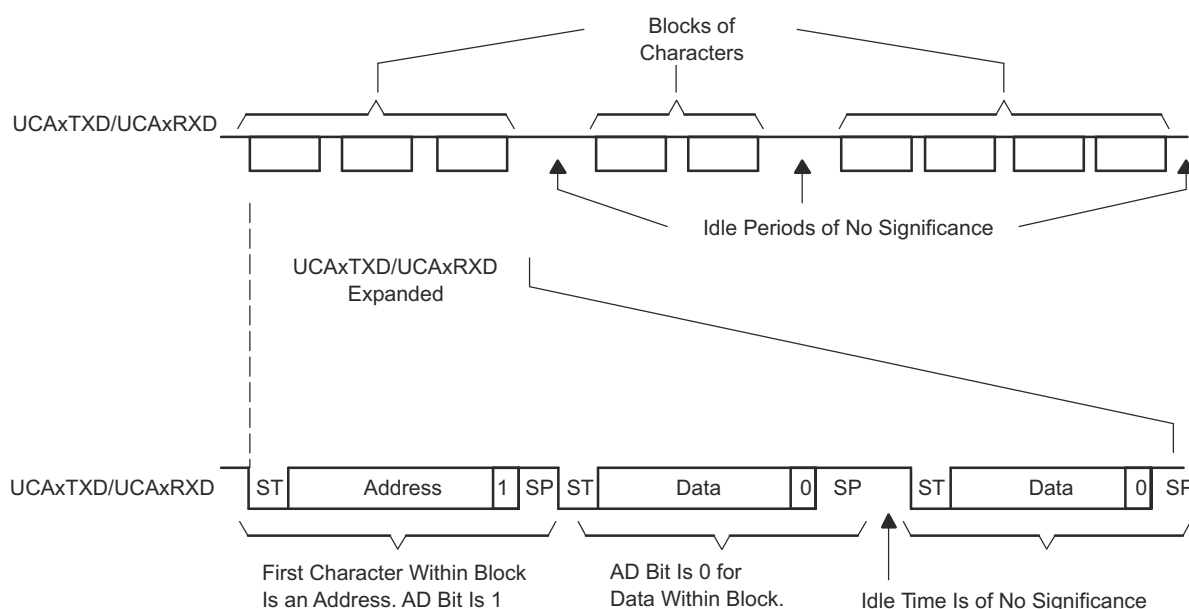 Blocks of
Characters
UCAxTXD/UCAxRXD
Idle Periods of No Significance
UCAxTXD/UCAxRXD
Expanded
UCAxTXD/UCAxRXD
ST Address 1 SP ST Data 0 SP ST Data 0 SP
First Character Within Block
Is an Address. AD Bit Is 1
AD Bit Is 0 for
Data Within Block.
Idle Time Is of No Significance